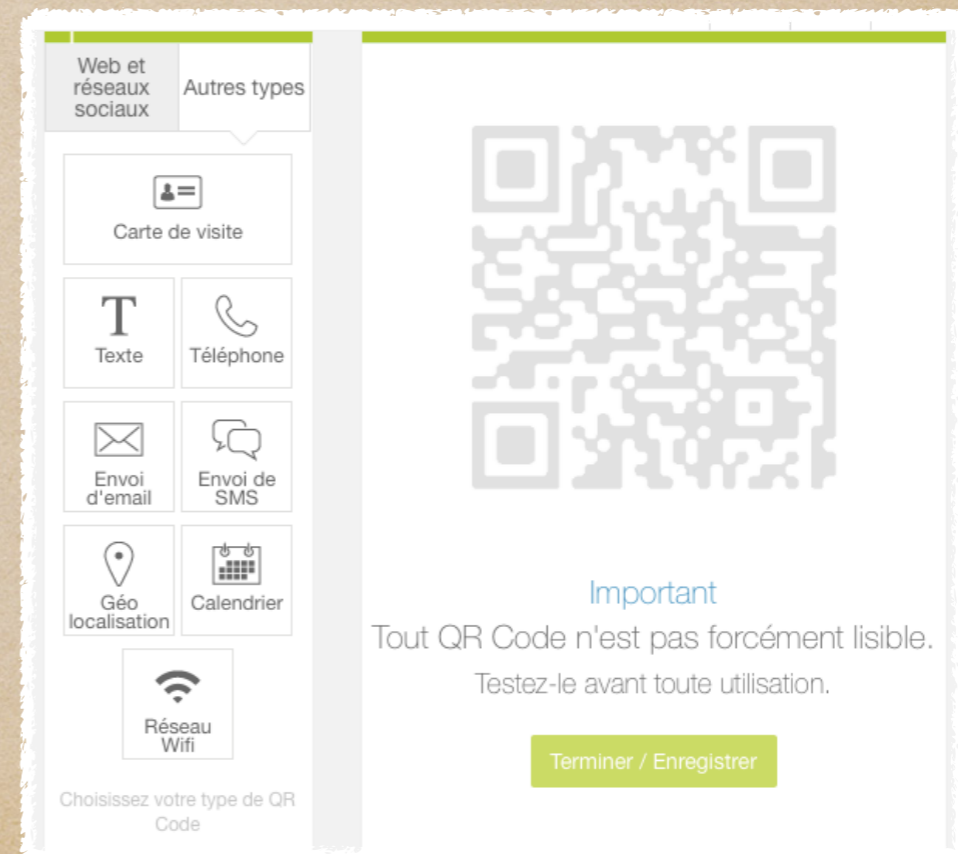 Web et
réseaux
sociaux
Autres types
Carte de visite
Texte
Téléphone
Envoi
d'email
Envoi de
SMS
Géo
localisation
Calendrier
Réseau
Wifi
Choisissez votre type de QR
Code
Important
Tout QR Code n'est pas forcément lisible.
Testez-le avant toute utilisation.
Terminer / Enregistrer